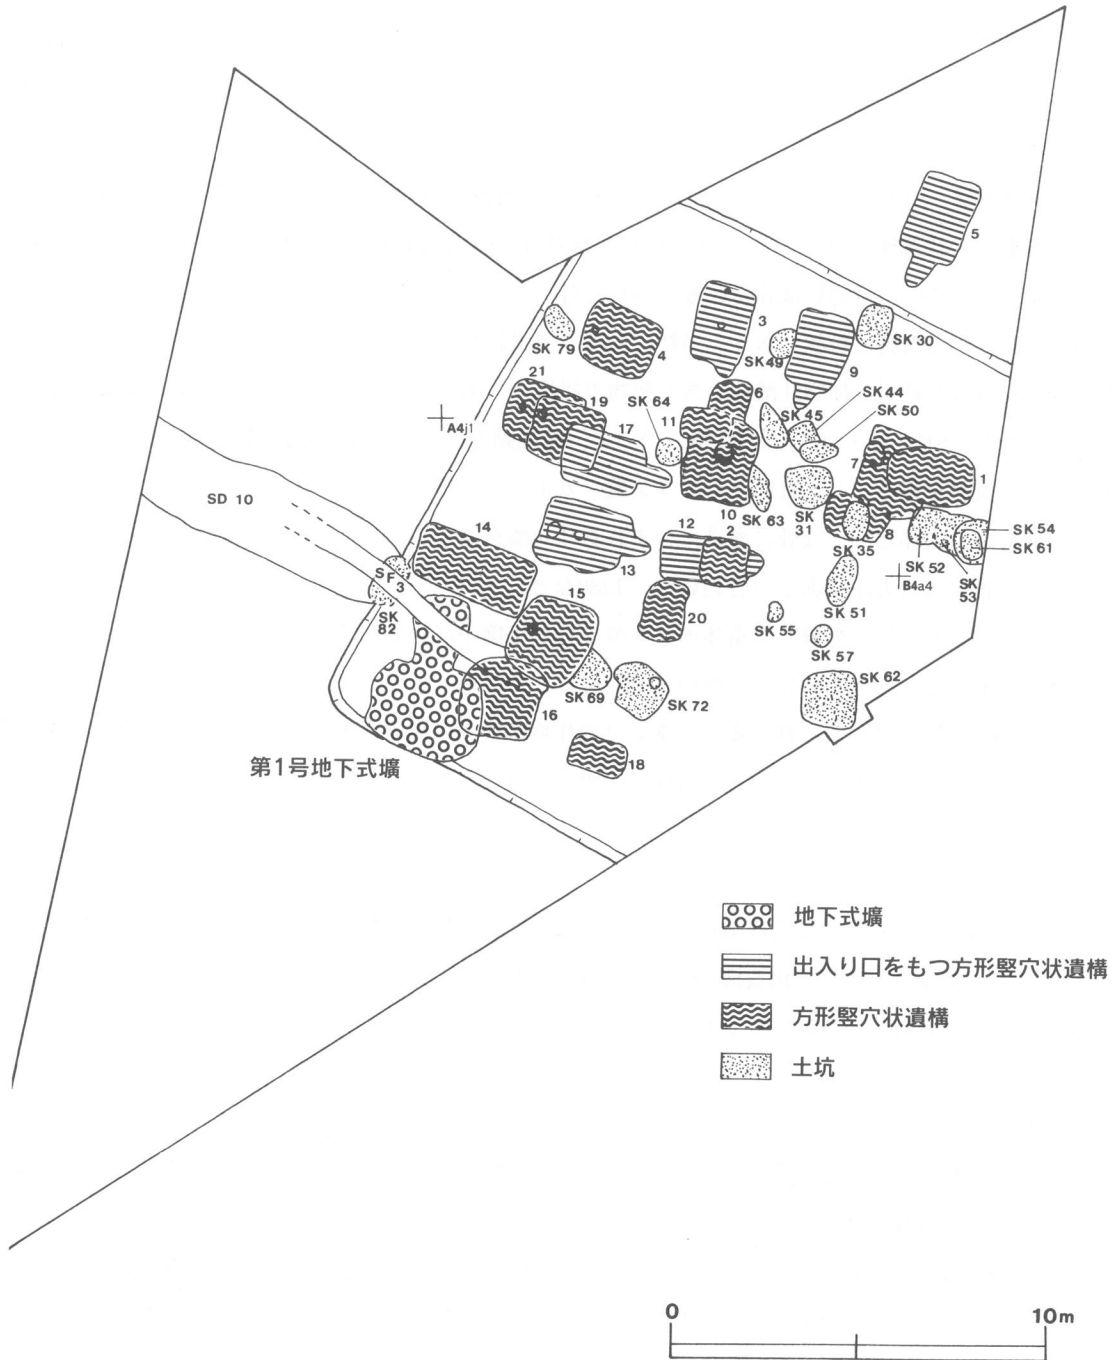 5
3
SK 30
SK 79
4
SK 49
9
21
6
SK 44
SK 64
SK 45
SK 50
19
A4j1
17
11
7
1
SD 10
10
SK 63
SK 31
8
SK 54
14
12
2
SK 35
SK 61
13
SK 52
B4a4
SK 53
SF 3
15
SK 82
20
SK 55
SK 51
SK 57
SK 62
SK 69
SK 72
16
第1号地下式壙
18
地下式壙
出入り口をもつ方形竪穴状遺構
方形竪穴状遺構
土坑
0 10m